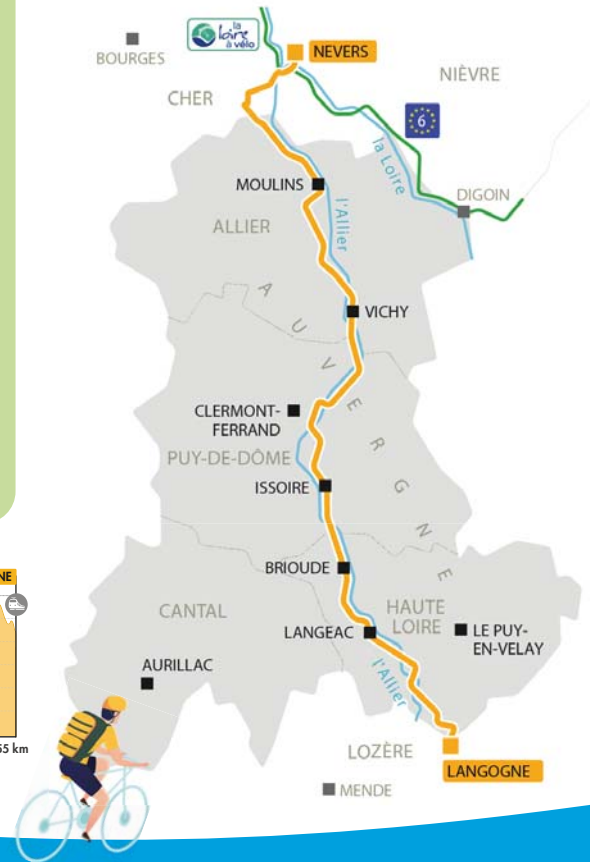 la
loire
à vélo
NEVERS
BOURGES
NIÈVRE
CHER
6
la Loire
DIGOIN
MOULINS
l'Allier
ALLIER
AUVERGNE
VICHY
CLERMONT-
FERRAND
PUY-DE-DÔME
ISSOIRE
BRIOUDE
NE
CANTAL
HAUTE
LOIRE
LANGEAC
LE PUY-
EN-VELAY
AURILLAC
l'Allier
55 km
LOZÈRE
LANGOGNE
MENDE